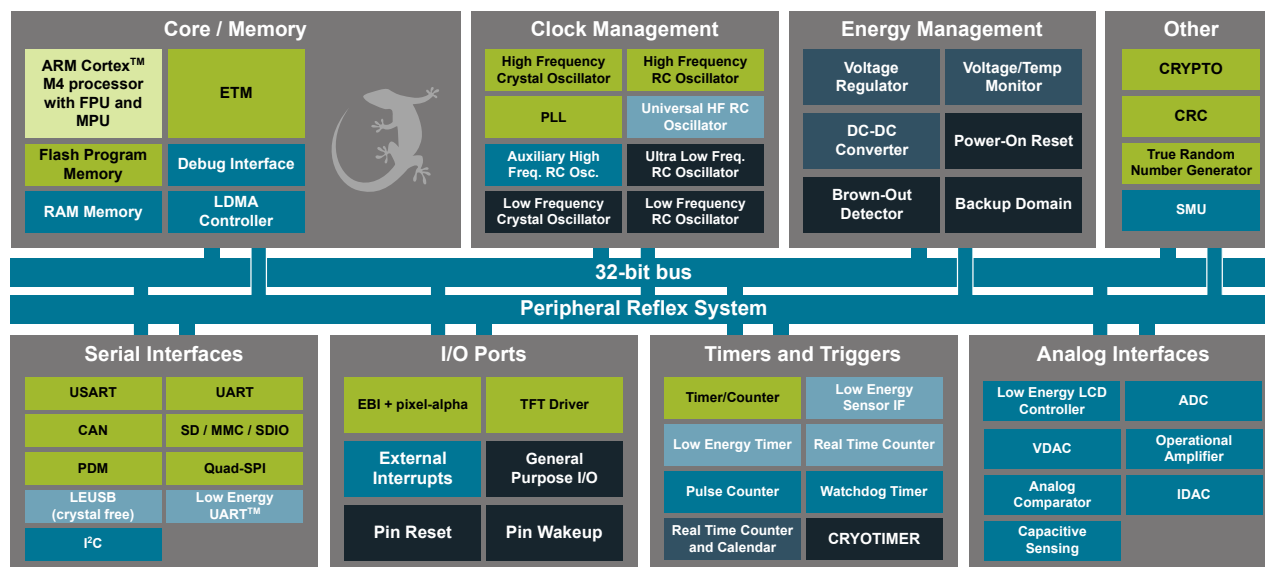 Core / Memory
ARM Cortex™
M4 processor
with FPU and
MPU
ETM
Flash Program
Memory
Debug Interface
RAM Memory
LDMA
Controller
Clock Management
High Frequency
Crystal Oscillator
High Frequency
RC Oscillator
PLL
Universal HF RC
Oscillator
Auxiliary High
Freq. RC Osc.
Ultra Low Freq.
RC Oscillator
Low Frequency
Crystal Oscillator
Low Frequency
RC Oscillator
Energy Management
Voltage
Regulator
Voltage/Temp
Monitor
DC-DC
Converter
Power-On Reset
Brown-Out
Detector
Backup Domain
Other
CRYPTO
CRC
True Random
Number Generator
SMU
32-bit bus
Peripheral Reflex System
Serial Interfaces
USART
UART
CAN
SD / MMC / SDIO
PDM
Quad-SPI
LEUSB
(crystal free)
Low Energy
UART™
I²C
I/O Ports
EBI + pixel-alpha
TFT Driver
External
Interrupts
General
Purpose I/O
Pin Reset
Pin Wakeup
Timers and Triggers
Timer/Counter
Low Energy
Sensor IF
Low Energy Timer
Real Time Counter
Pulse Counter
Watchdog Timer
Real Time Counter
and Calendar
CRYOTIMER
Analog Interfaces
Low Energy LCD
Controller
ADC
VDAC
Operational
Amplifier
Analog
Comparator
IDAC
Capacitive
Sensing